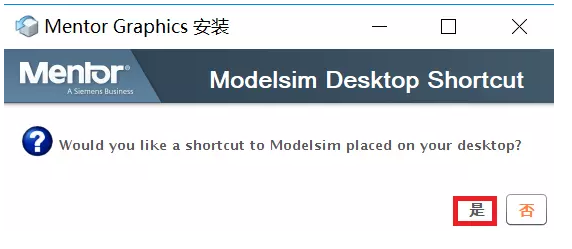 Mentor Graphics 安装
Mentor®
A Siemens Business
Modelsim Desktop Shortcut
Would you like a shortcut to Modelsim placed on your desktop?
是
否